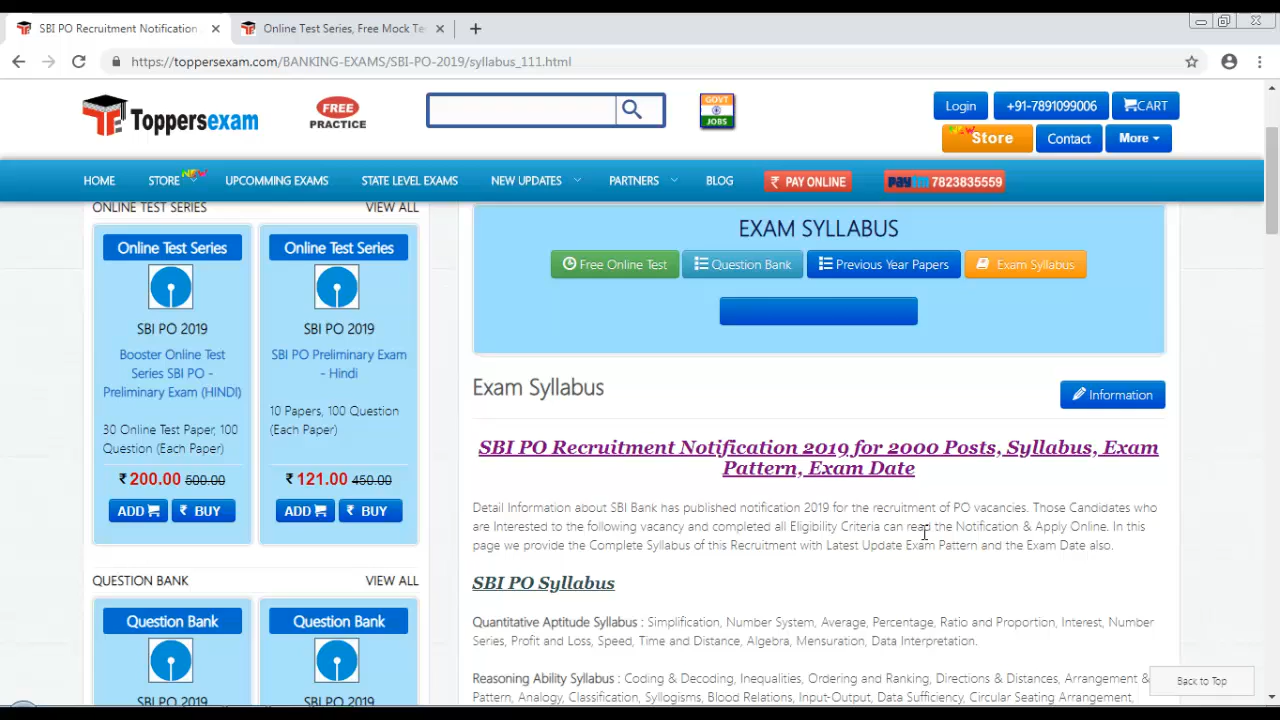 SBI PO Recruitment Notification
Online Test Series, Free Mock Te
https://toppersexam.com/BANKING-EXAMS/SBI-PO-2019/syllabus_111.html
Toppersexam
FREE
PRACTICE
GOVT
JOBS
Login
+91-7891099006
CART
NEW
Store
Contact
More
HOME
STORE
NEW
UPCOMMING EXAMS
STATE LEVEL EXAMS
NEW UPDATES
PARTNERS
BLOG
₹ PAY ONLINE
PAYTM 7823835559
ONLINE TEST SERIES
VIEW ALL
Online Test Series
SBI PO 2019
Booster Online Test
Series SBI PO -
Preliminary Exam (HINDI)
30 Online Test Paper, 100
Question (Each Paper)
₹ 200.00 500.00
ADD
₹ BUY
Online Test Series
SBI PO 2019
SBI PO Preliminary Exam
- Hindi
10 Papers, 100 Question
(Each Paper)
₹ 121.00 450.00
ADD
₹ BUY
QUESTION BANK
VIEW ALL
Question Bank
SBI PO 2019
Question Bank
SBI PO 2019
EXAM SYLLABUS
Free Online Test
Question Bank
Previous Year Papers
Exam Syllabus
Exam Syllabus
Information
SBI PO Recruitment Notification 2019 for 2000 Posts, Syllabus, Exam
Pattern, Exam Date
Detail Information about SBI Bank has published notification 2019 for the recruitment of PO vacancies. Those Candidates who
are Interested to the following vacancy and completed all Eligibility Criteria can read the Notification & Apply Online. In this
page we provide the Complete Syllabus of this Recruitment with Latest Update Exam Pattern and the Exam Date also.
SBI PO Syllabus
Quantitative Aptitude Syllabus : Simplification, Number System, Average, Percentage, Ratio and Proportion, Interest, Number
Series, Profit and Loss, Speed, Time and Distance, Algebra, Mensuration, Data Interpretation.
Reasoning Ability Syllabus : Coding & Decoding, Inequalities, Ordering and Ranking, Directions & Distances, Arrangement &
Pattern, Analogy, Classification, Syllogisms, Blood Relations, Input-Output, Data Sufficiency, Circular Seating Arrangement,
Back to Top